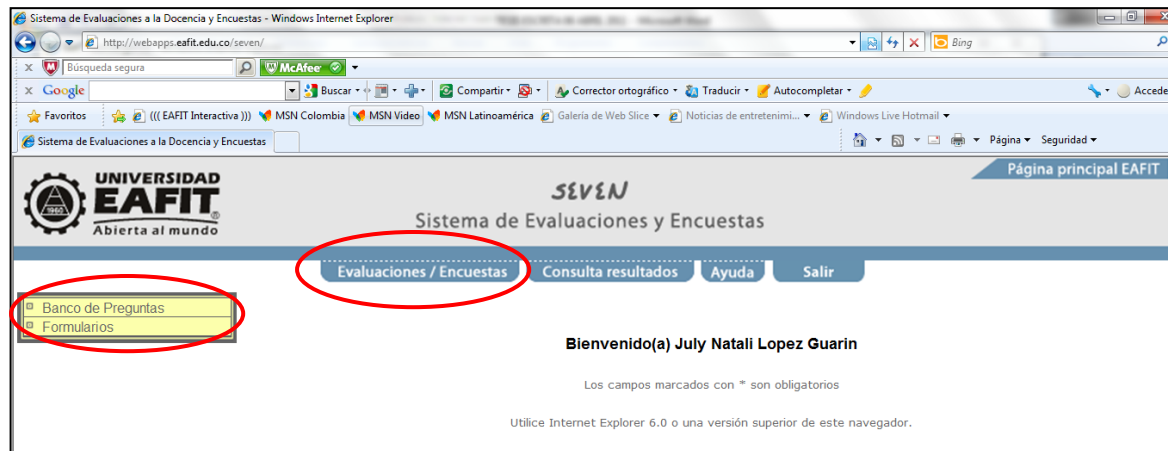 Sistema de Evaluaciones a la Docencia y Encuestas - Windows Internet Explorer
http://webapps.eafit.edu.co/seven/
Bing
x Búsqueda segura McAfee
x Google Buscar Compartir Corrector ortográfico Traducir Autocompletar Accede
Favoritos ((( EAFIT Interactiva ))) MSN Colombia MSN Video MSN Latinoamérica Galería de Web Slice Noticias de entretenimi... Windows Live Hotmail
Sistema de Evaluaciones a la Docencia y Encuestas Página Seguridad
Página principal EAFIT
UNIVERSIDAD
EAFIT®
1960
Abierta al mundo
SEVEN
Sistema de Evaluaciones y Encuestas
Evaluaciones / Encuestas Consulta resultados Ayuda Salir
Banco de Preguntas
Formularios
Bienvenido(a) July Natali Lopez Guarin
Los campos marcados con * son obligatorios
Utilice Internet Explorer 6.0 o una versión superior de este navegador.